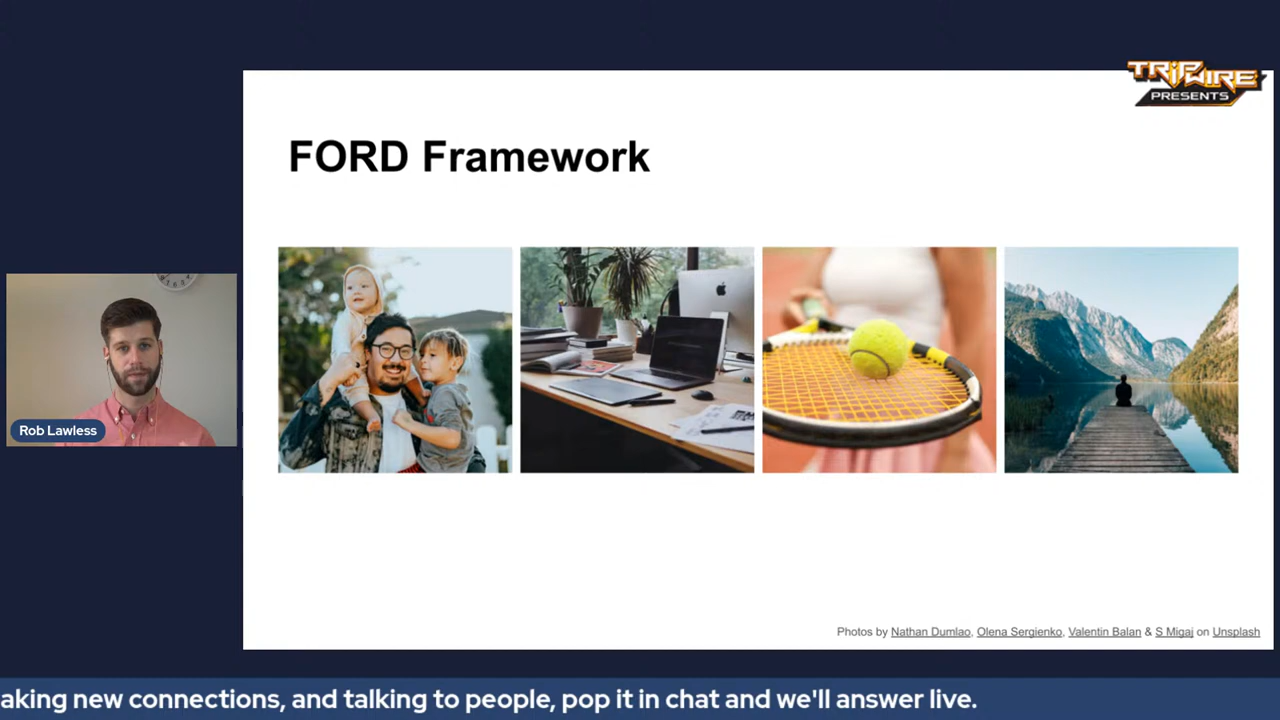 TRIPWIRE
PRESENTS
FORD Framework
Rob Lawless
Photos by Nathan Dumlao, Olena Sergienko, Valentin Balan & S Migaj on Unsplash
aking new connections, and talking to people, pop it in chat and we'll answer live.